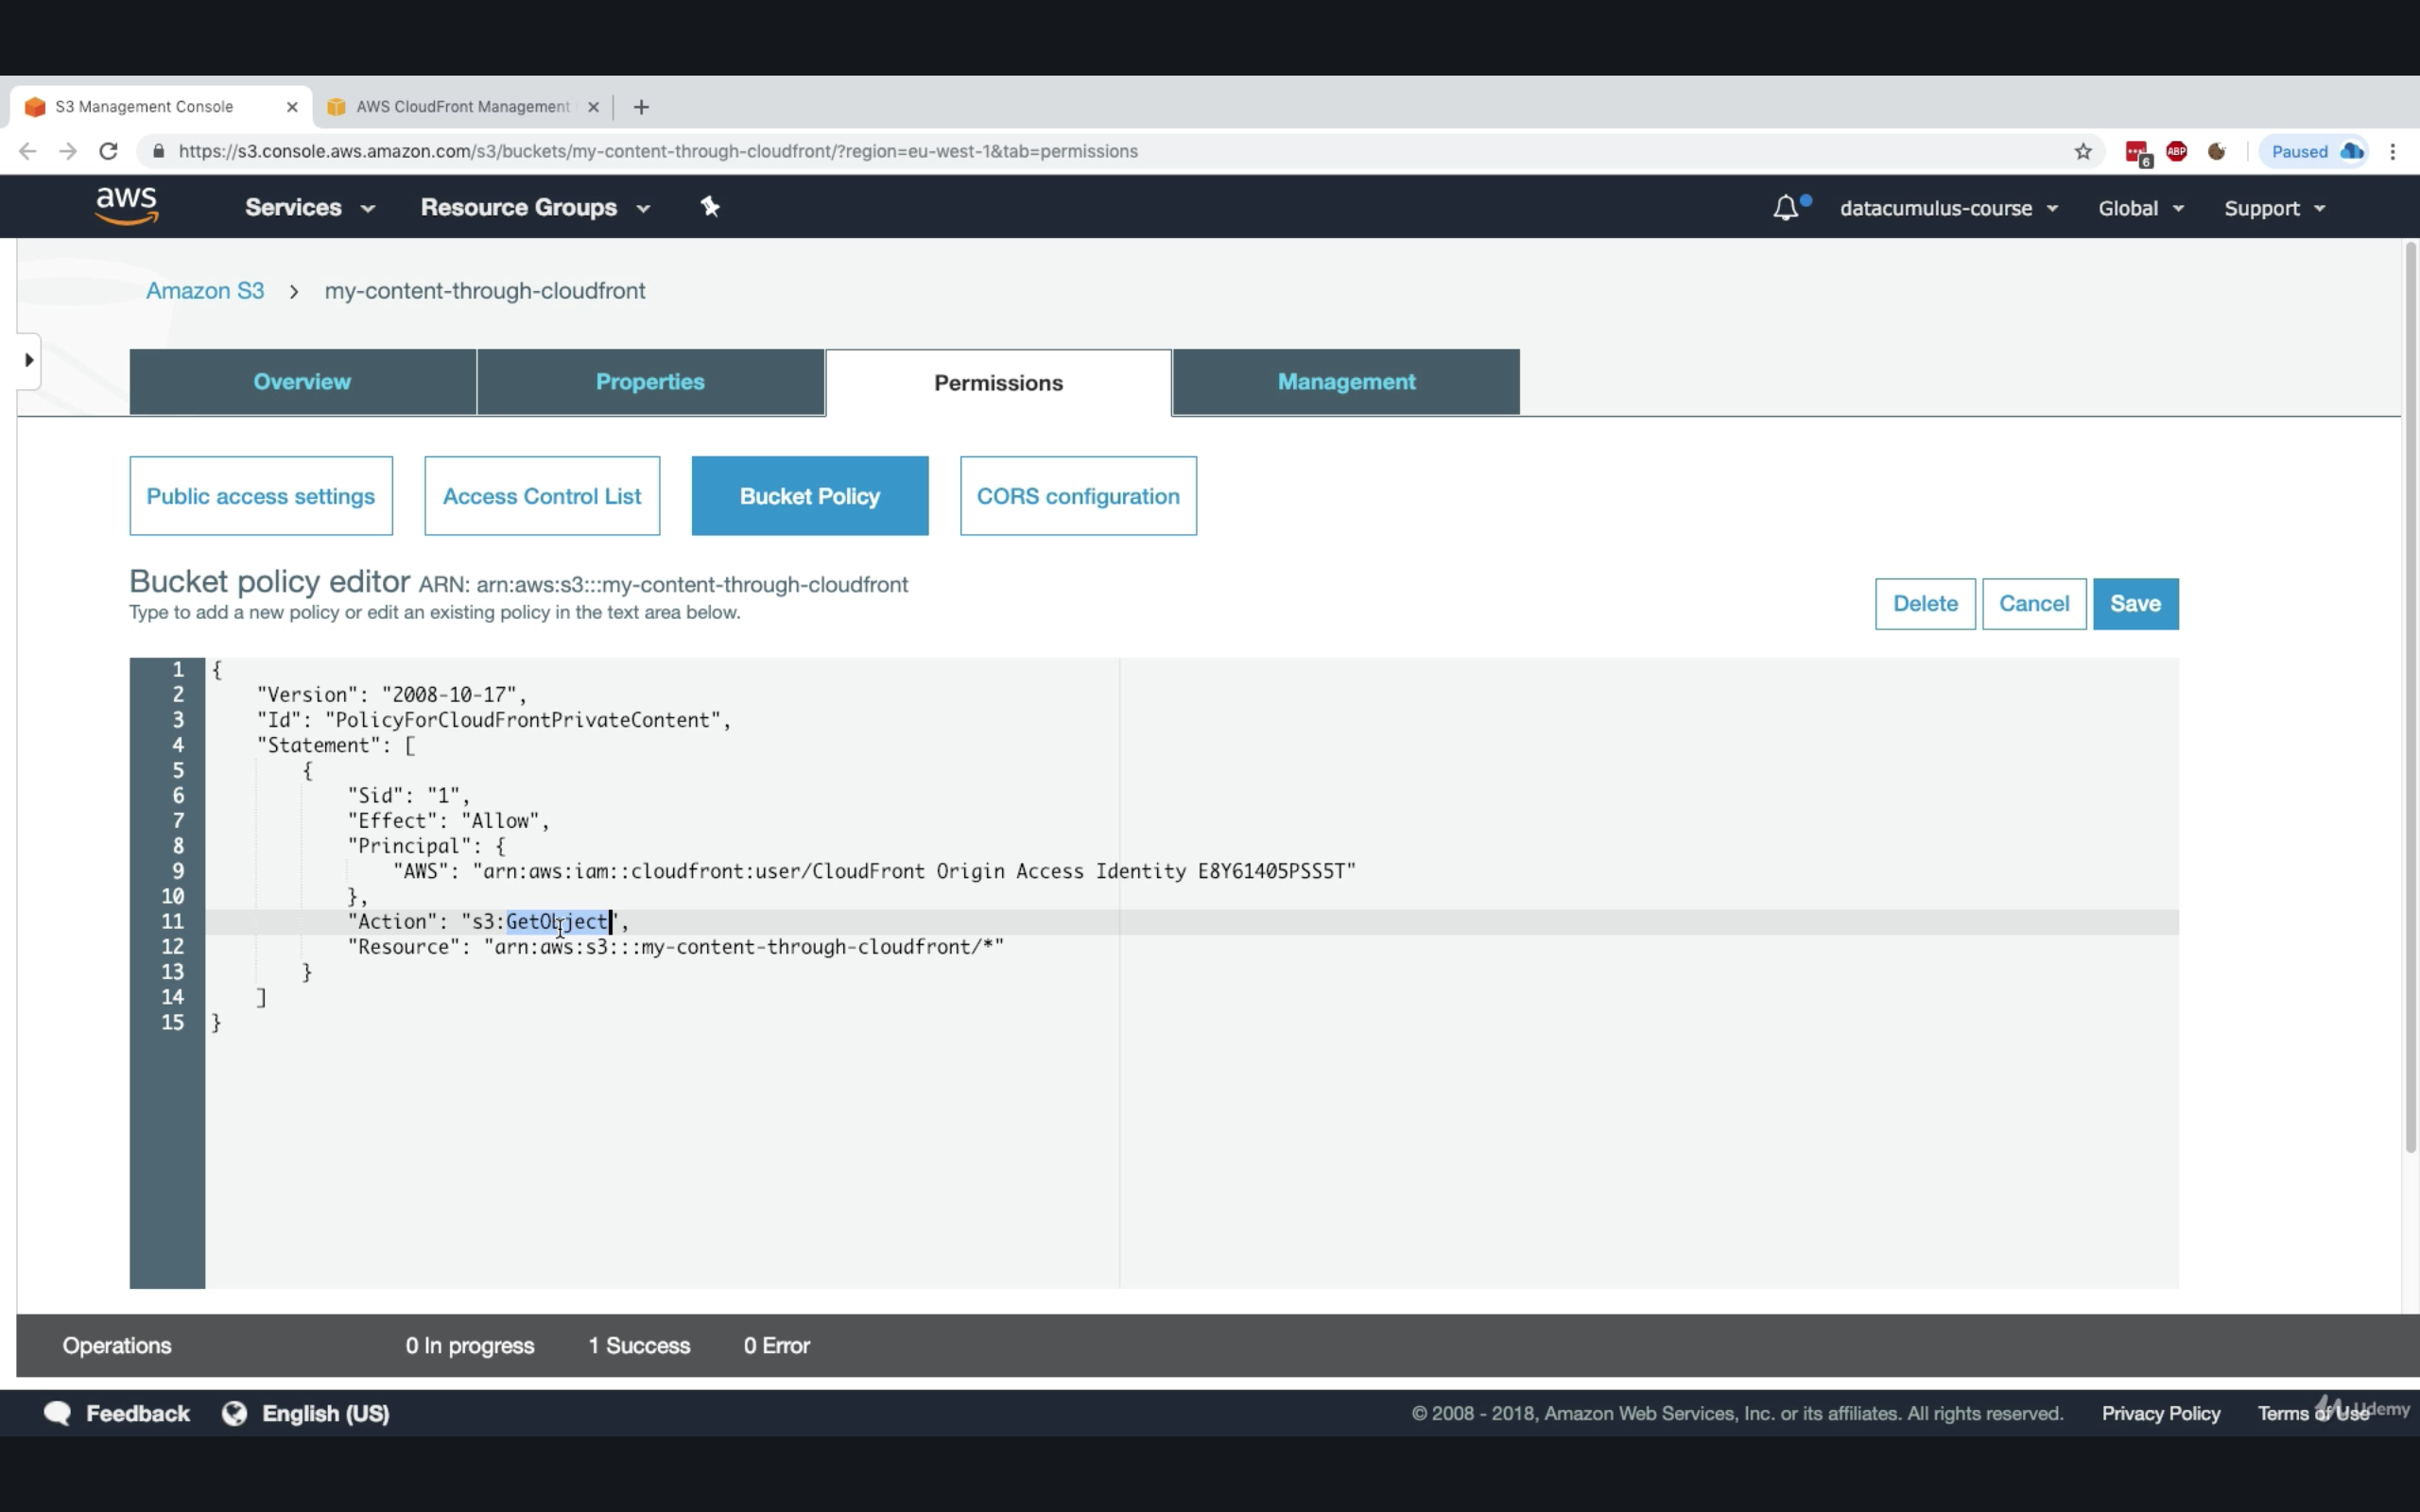 S3 Management Console
AWS CloudFront Management
https://s3.console.aws.amazon.com/s3/buckets/my-content-through-cloudfront/?region=eu-west-1&tab=permissions
6
ABP
Paused
aws
Services
Resource Groups
datacumulus-course
Global
Support
Amazon S3 > my-content-through-cloudfront
Overview
Properties
Permissions
Management
Public access settings
Access Control List
Bucket Policy
CORS configuration
Bucket policy editor ARN: arn:aws:s3:::my-content-through-cloudfront
Type to add a new policy or edit an existing policy in the text area below.
Delete
Cancel
Save
1 {
2 "Version": "2008-10-17",
3 "Id": "PolicyForCloudFrontPrivateContent",
4 "Statement": [
5 {
6 "Sid": "1",
7 "Effect": "Allow",
8 "Principal": {
9 "AWS": "arn:aws:iam::cloudfront:user/CloudFront Origin Access Identity E8Y61405PSS5T"
10 },
11 "Action": "s3:GetObject",
12 "Resource": "arn:aws:s3:::my-content-through-cloudfront/*"
13 }
14 ]
15 }
Operations
0 In progress
1 Success
0 Error
Feedback
English (US)
© 2008 - 2018, Amazon Web Services, Inc. or its affiliates. All rights reserved.
Privacy Policy
Terms of Use
Udemy